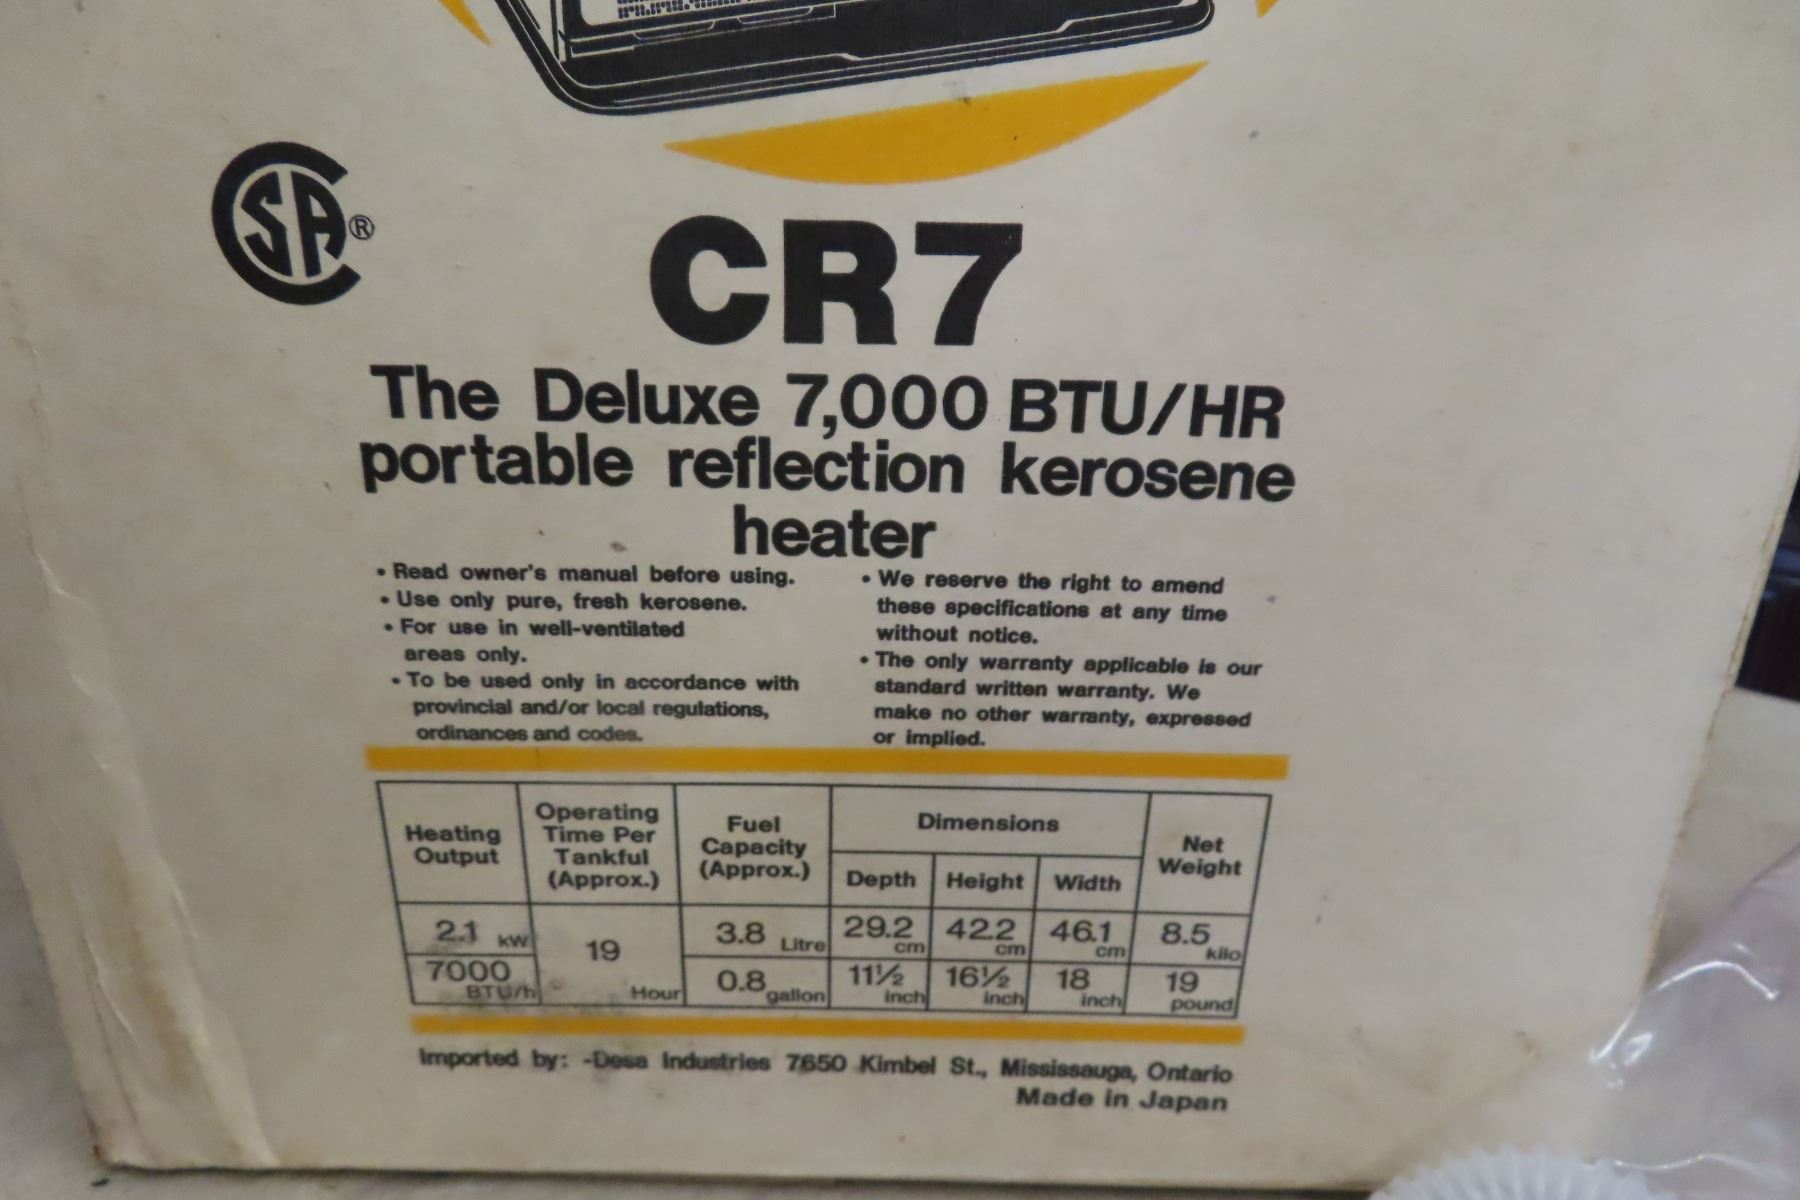 CSA®
CR7
The Deluxe 7,000 BTU/HR
portable reflection kerosene
heater
• Read owner's manual before using.
• Use only pure, fresh kerosene.
• For use in well-ventilated
areas only.
• To be used only in accordance with
provincial and/or local regulations,
ordinances and codes.
• We reserve the right to amend
these specifications at any time
without notice.
• The only warranty applicable is our
standard written warranty. We
make no other warranty, expressed
or implied.
Heating
Output
Operating
Time Per
Tankful
(Approx.)
Fuel
Capacity
(Approx.)
Dimensions
Net
Weight
Depth Height Width
2.1 kW
7000 BTU/h
19 Hour
3.8 Litre
0.8 gallon
29.2 cm
11½ inch
42.2 cm
16½ inch
46.1 cm
18 inch
8.5 kilo
19 pound
Imported by: -Desa Industries 7650 Kimbel St., Mississauga, Ontario
Made in Japan